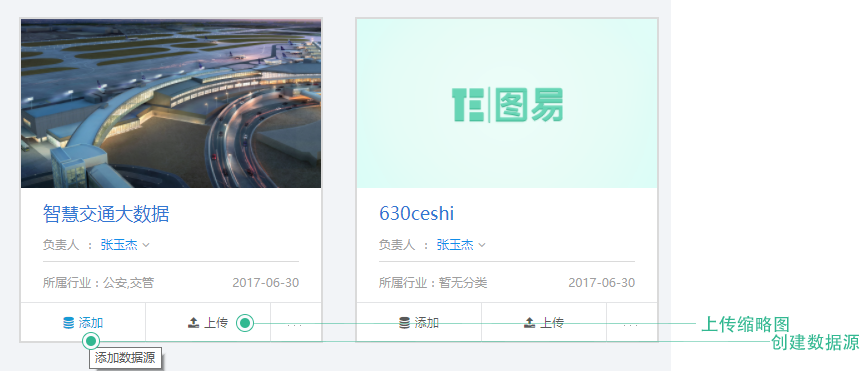 TE|图易
智慧交通大数据
630ceshi
负责人 : 张玉杰
负责人 : 张玉杰
所属行业：公安,交管 2017-06-30
所属行业：暂无分类 2017-06-30
添加 上传 ...
添加 上传 ...
上传缩略图
创建数据源
添加数据源